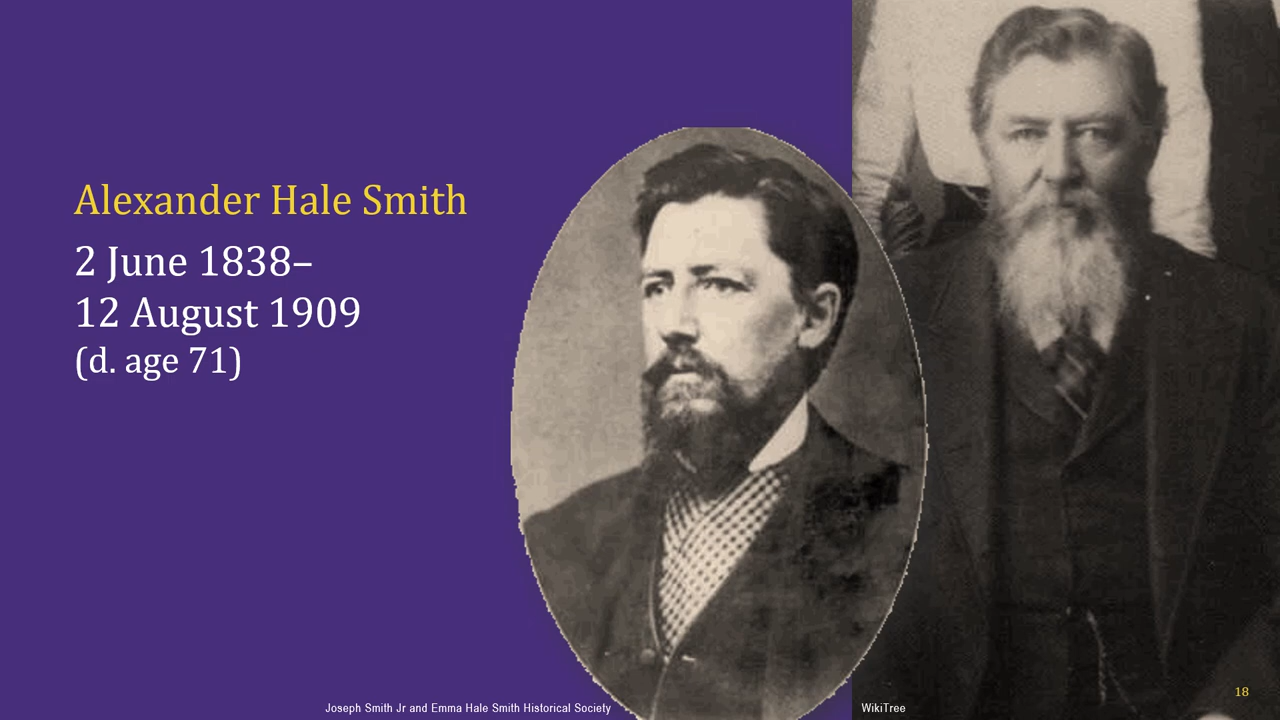 Alexander Hale Smith
2 June 1838–
12 August 1909
(d. age 71)
18
Joseph Smith Jr and Emma Hale Smith Historical Society
WikiTree